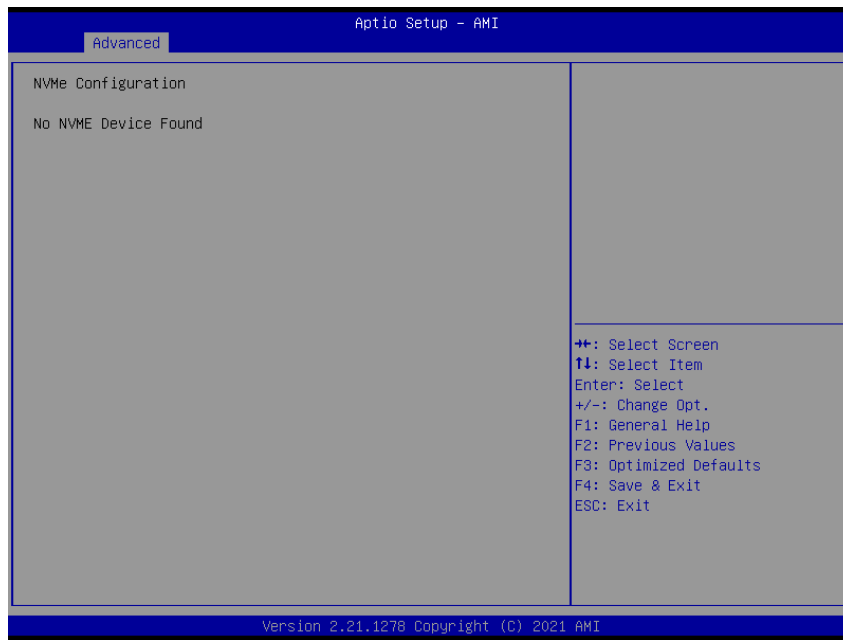 Aptio Setup – AMI
Advanced
NVMe Configuration
No NVME Device Found
→←: Select Screen
↑↓: Select Item
Enter: Select
+/-: Change Opt.
F1: General Help
F2: Previous Values
F3: Optimized Defaults
F4: Save & Exit
ESC: Exit
Version 2.21.1278 Copyright (C) 2021 AMI